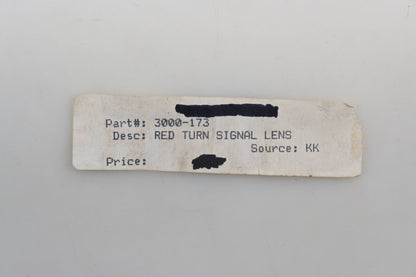 Part#: 3000-173
Desc: RED TURN SIGNAL LENS
Source: KK
Price: